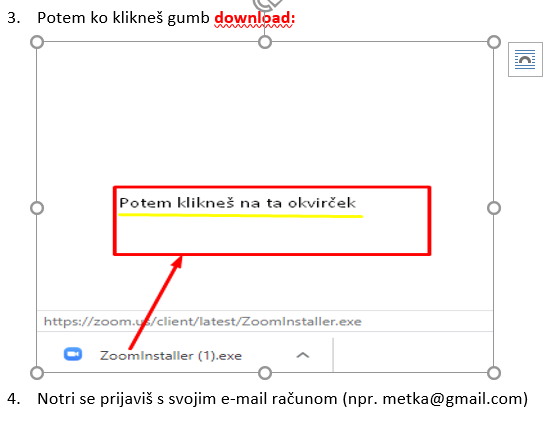 3. Potem ko klikneš gumb download:
Potem klikneš na ta okvirček
https://zoom.us/client/latest/ZoomInstaller.exe
ZoomInstaller (1).exe
4. Notri se prijaviš s svojim e-mail računom (npr. metka@gmail.com)